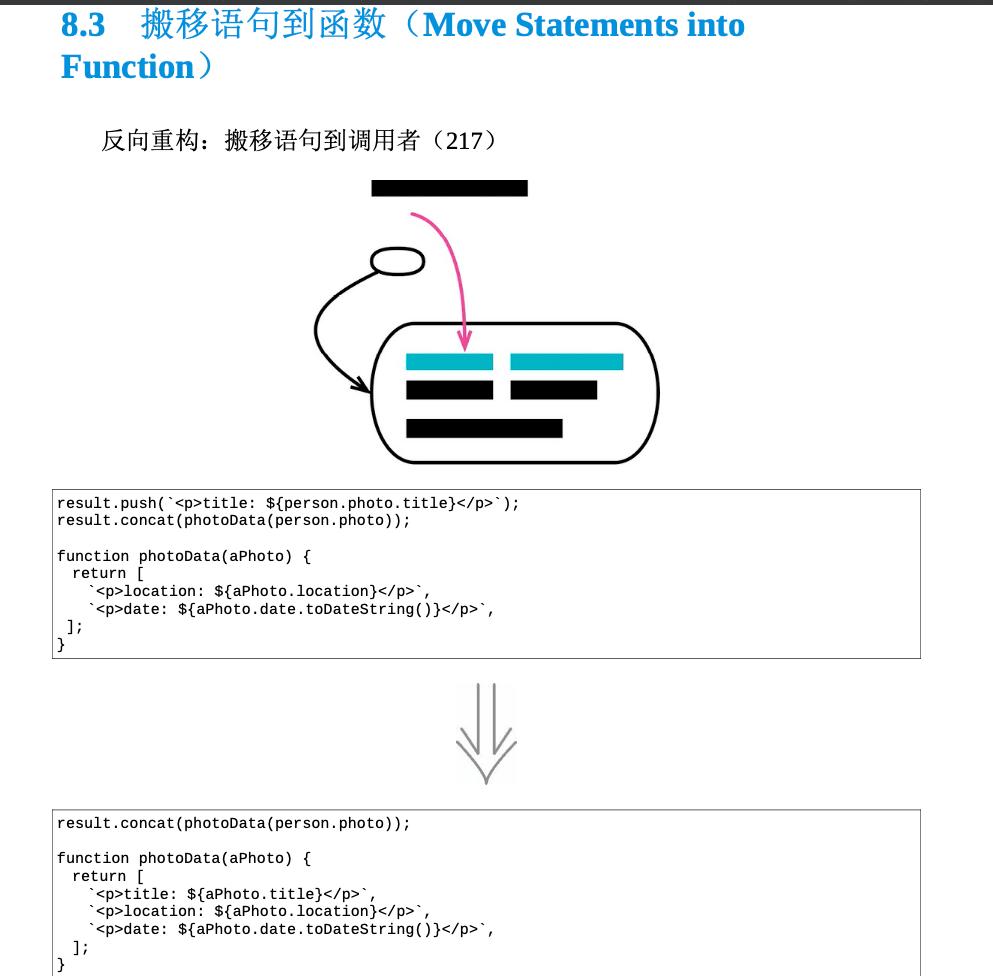 8.3 搬移语句到函数（Move Statements into
Function）
反向重构：搬移语句到调用者（217）
result.push(`<p>title: ${person.photo.title}</p>`);
result.concat(photoData(person.photo));
function photoData(aPhoto) {
  return [
    `<p>location: ${aPhoto.location}</p>`,
    `<p>date: ${aPhoto.date.toDateString()}</p>`,
 ];
}
result.concat(photoData(person.photo));
function photoData(aPhoto) {
  return [
    `<p>title: ${aPhoto.title}</p>`,
    `<p>location: ${aPhoto.location}</p>`,
    `<p>date: ${aPhoto.date.toDateString()}</p>`,
  ];
}